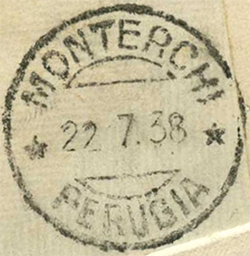 MONTERCHI
* 22 7.38 *
PERUGIA